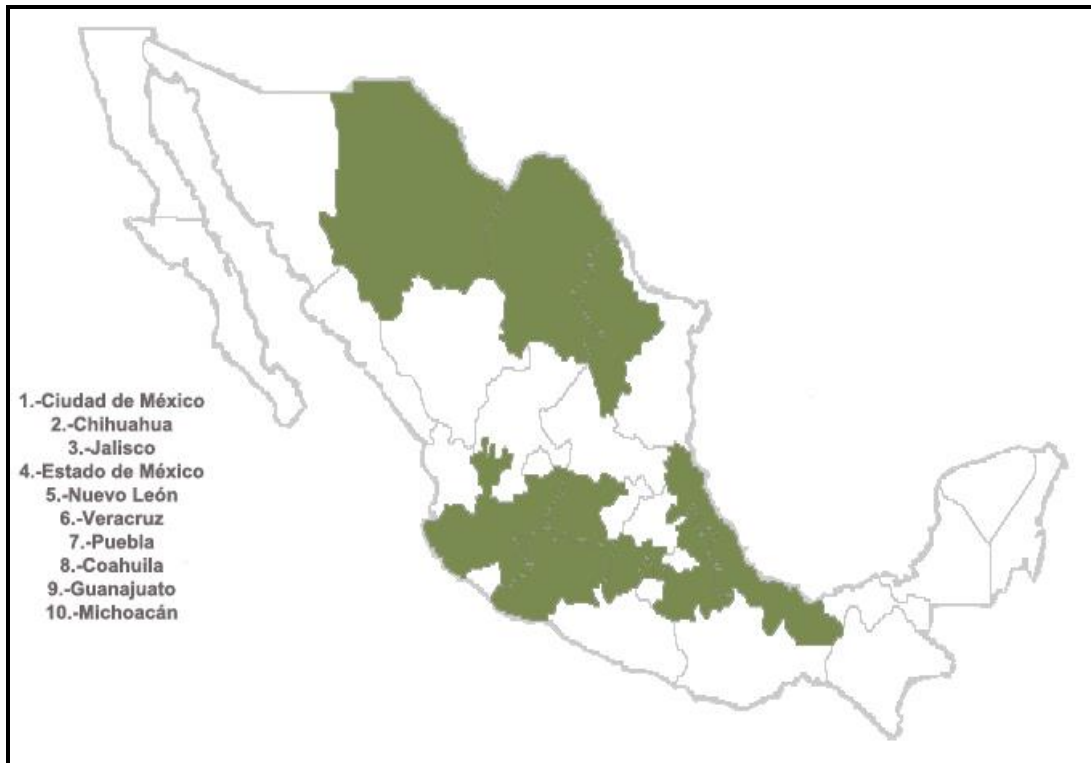 1.-Ciudad de México
2.-Chihuahua
3.-Jalisco
4.-Estado de México
5.-Nuevo León
6.-Veracruz
7.-Puebla
8.-Coahuila
9.-Guanajuato
10.-Michoacán